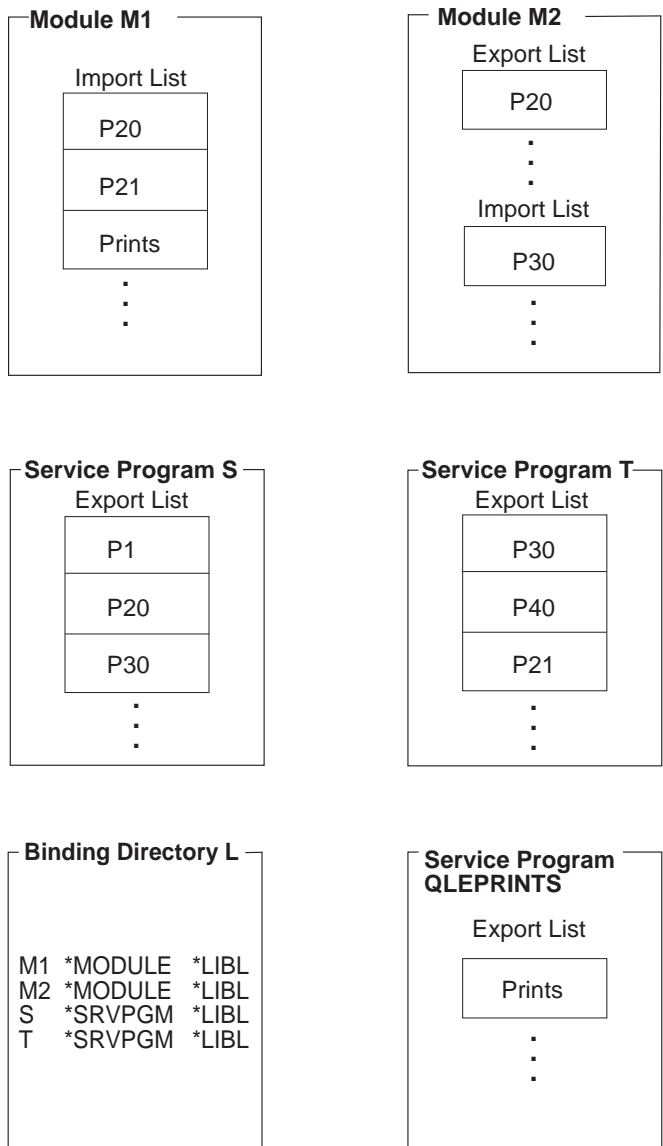 Module M1
Import List
P20
P21
Prints
Module M2
Export List
P20
Import List
P30
Service Program S
Export List
P1
P20
P30
Service Program T
Export List
P30
P40
P21
Binding Directory L
M1 *MODULE *LIBL
M2 *MODULE *LIBL
S *SRVPGM *LIBL
T *SRVPGM *LIBL
Service Program
QLEPRINTS
Export List
Prints